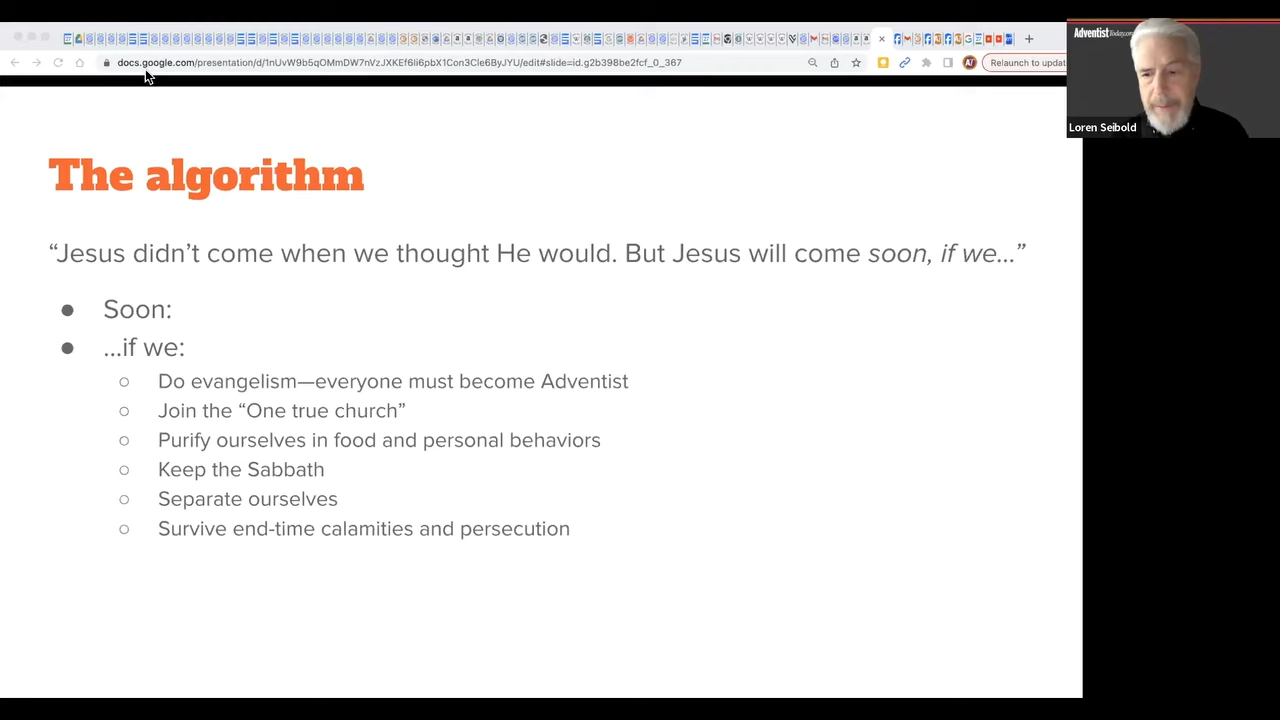 docs.google.com/presentation/d/1nUvW9b5qOMmDW7nVzJXKEf6li6pbX1Con3Cle6ByJYU/edit#slide=id.g2b398be2fcf_0_367
Relaunch to updat
AdventistToday.com
Loren Seibold
The algorithm
“Jesus didn’t come when we thought He would. But Jesus will come soon, if we...”
● Soon:
● ...if we:
○ Do evangelism—everyone must become Adventist
○ Join the “One true church”
○ Purify ourselves in food and personal behaviors
○ Keep the Sabbath
○ Separate ourselves
○ Survive end-time calamities and persecution